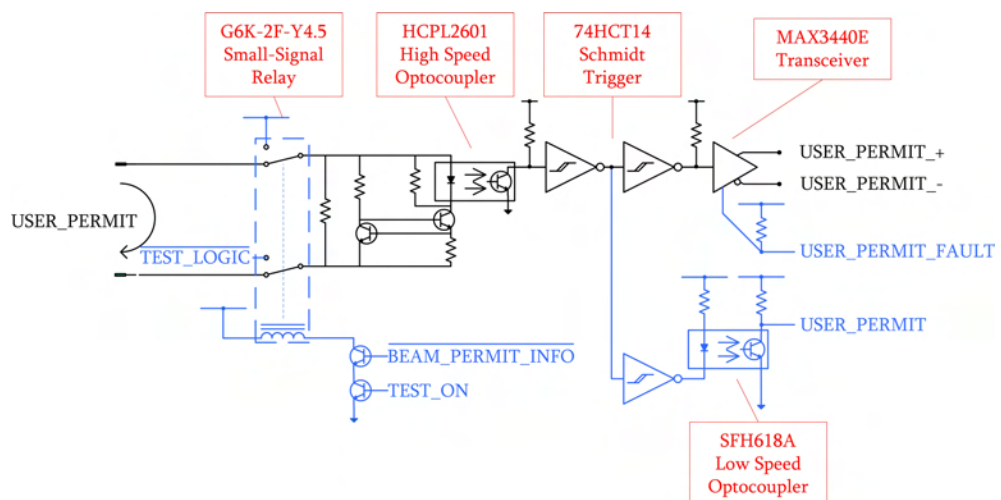 G6K-2F-Y4.5
Small-Signal
Relay
HCPL2601
High Speed
Optocoupler
74HCT14
Schmidt
Trigger
MAX3440E
Transceiver
USER_PERMIT_+
USER_PERMIT_-
USER_PERMIT
TEST_LOGIC
USER_PERMIT_FAULT
USER_PERMIT
BEAM_PERMIT_INFO
TEST_ON
SFH618A
Low Speed
Optocoupler